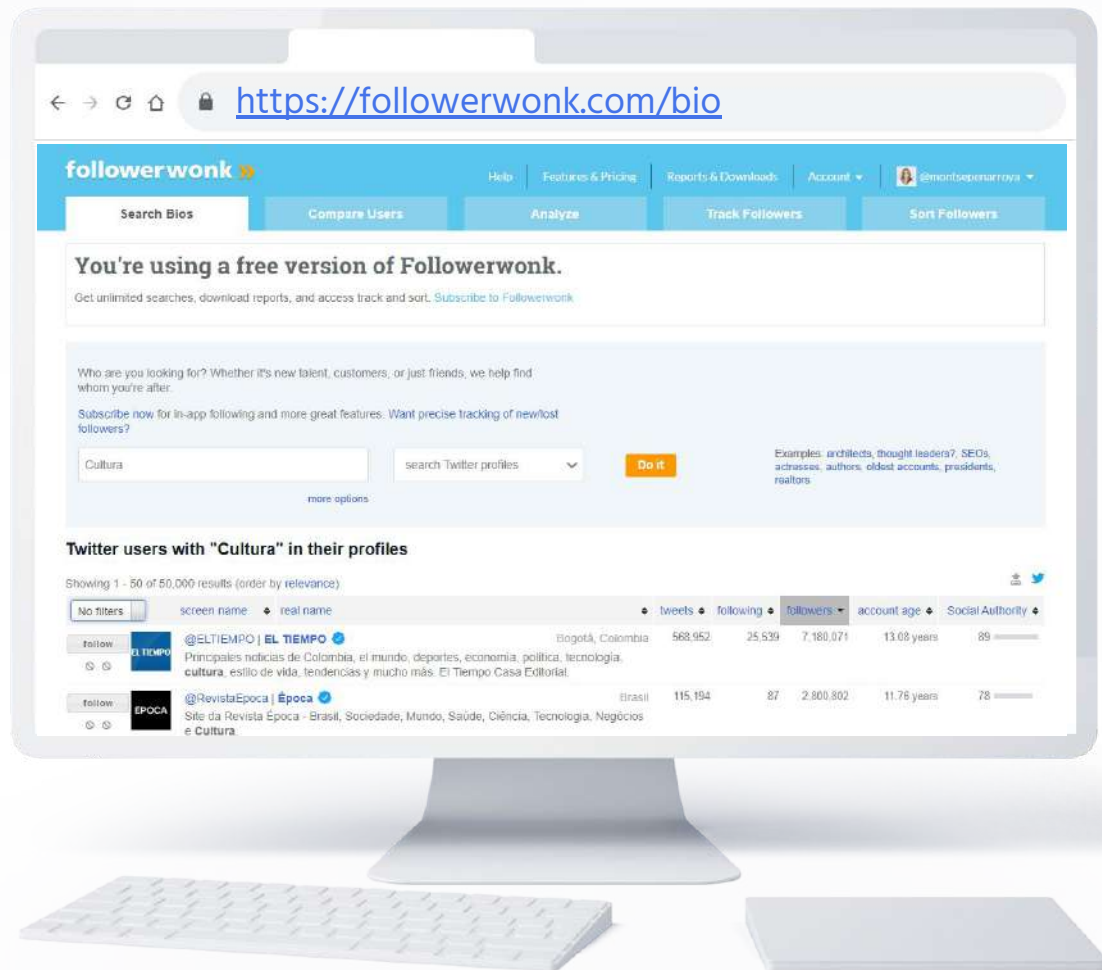 https://followerwonk.com/bio
followerwonk
Help Features & Pricing Reports & Downloads Account @montsepenarroya
Search Bios Compare Users Analyze Track Followers Sort Followers
You're using a free version of Followerwonk.
Get unlimited searches, download reports, and access track and sort. Subscribe to Followerwonk
Who are you looking for? Whether it's new talent, customers, or just friends, we help find
whom you're after.
Subscribe now for in-app following and more great features. Want precise tracking of new/lost
followers?
Cultura search Twitter profiles Do it
Examples: architects, thought leaders?, SEOs,
actresses, authors, oldest accounts, presidents,
realtors
more options
Twitter users with "Cultura" in their profiles
Showing 1 - 50 of 50,000 results (order by relevance)
No filters screen name real name tweets following followers account age Social Authority
follow EL TIEMPO @ELTIEMPO | EL TIEMPO Bogotá, Colombia 568,952 25,539 7,180,071 13.08 years 89
Principales noticias de Colombia, el mundo, deportes, economía, política, tecnología,
cultura, estilo de vida, tendencias y mucho más. El Tiempo Casa Editorial.
follow EPOCA @RevistaEpoca | Época Brasil 115,194 87 2,800,802 11.76 years 78
Site da Revista Época - Brasil, Sociedade, Mundo, Saúde, Ciência, Tecnologia, Negócios
e Cultura